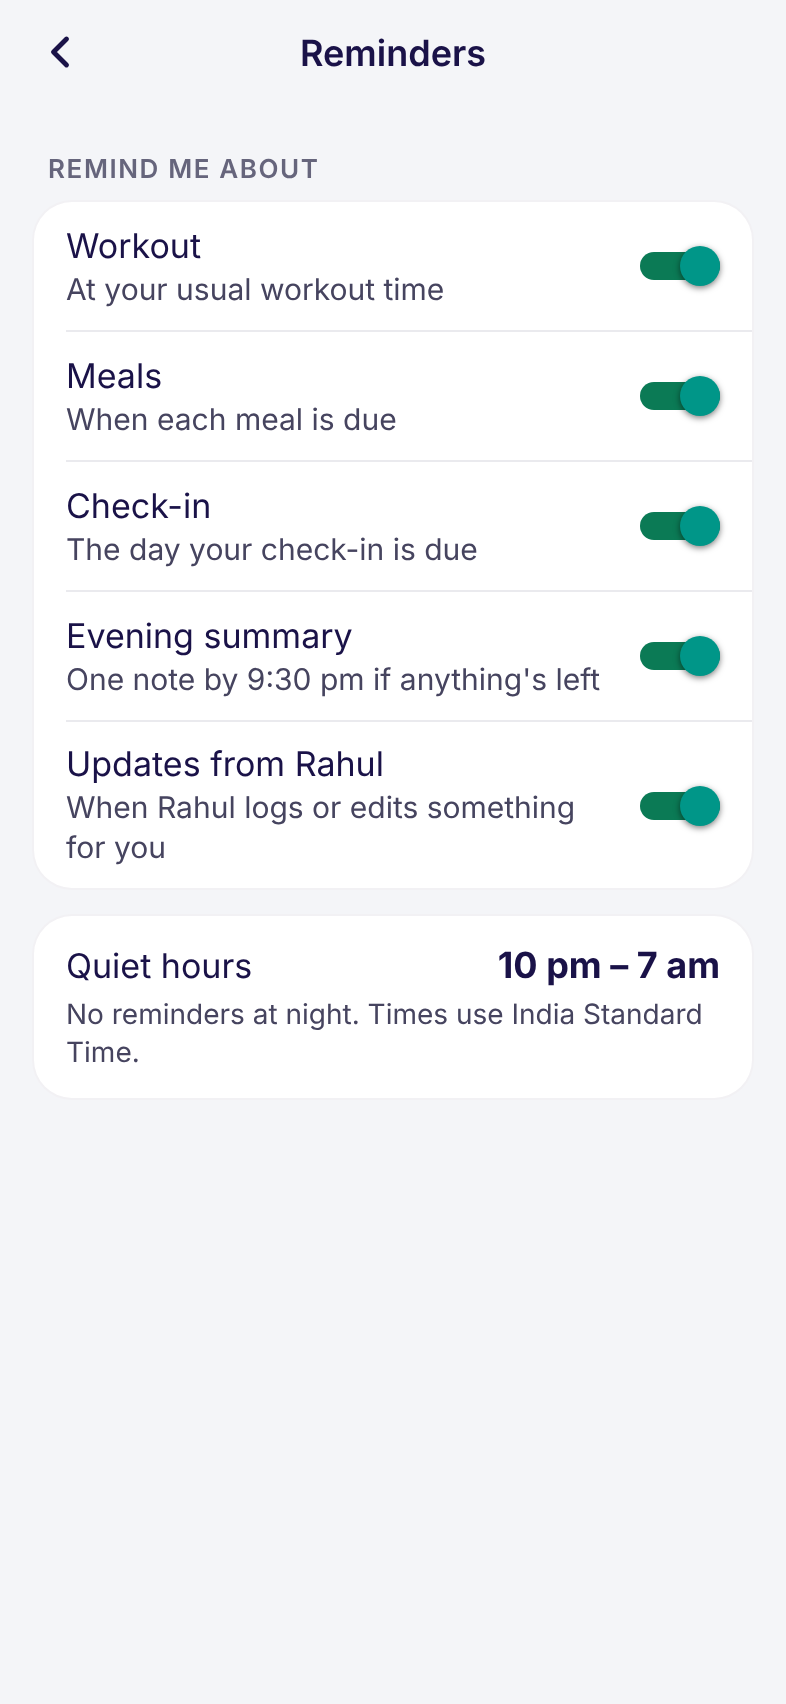 Reminders
REMIND ME ABOUT
Workout
At your usual workout time
Meals
When each meal is due
Check-in
The day your check-in is due
Evening summary
One note by 9:30 pm if anything's left
Updates from Rahul
When Rahul logs or edits something
for you
Quiet hours
10 pm – 7 am
No reminders at night. Times use India Standard
Time.